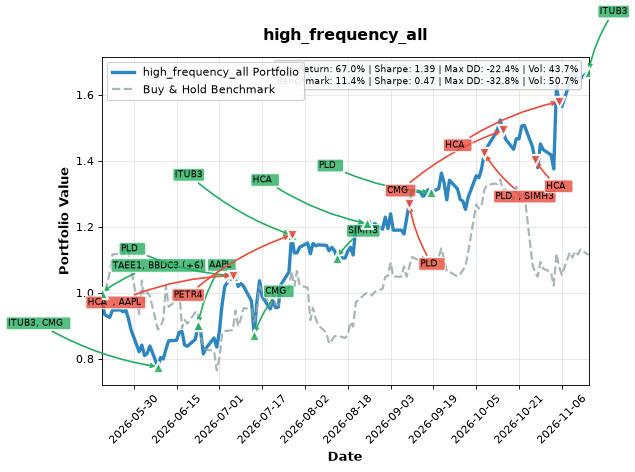 ITUB3
high_frequency_all
high_frequency_all Portfolio
Buy & Hold Benchmark
Return: 67.0% | Sharpe: 1.39 | Max DD: -22.4% | Vol: 43.7%
Benchmark: 11.4% | Sharpe: 0.47 | Max DD: -32.8% | Vol: 50.7%
HCA
PLD
ITUB3
HCA
CMG
HCA
PLD, SIMH3
SIMH3
PLD
TAEE1, BBDC3 (+6)
AAPL
PLD
HCA, AAPL
PETR4
CMG
ITUB3, CMG
Portfolio Value
1.6
1.4
1.2
1.0
0.8
2026-05-30
2026-06-15
2026-07-01
2026-07-17
2026-08-02
2026-08-18
2026-09-03
2026-09-19
2026-10-05
2026-10-21
2026-11-06
Date